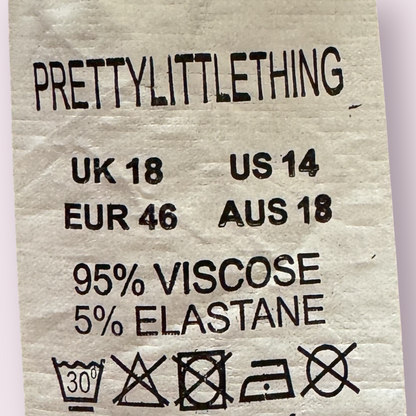 PRETTYLITTLETHING
UK 18 US 14
EUR 46 AUS 18
95% VISCOSE
5% ELASTANE
30°